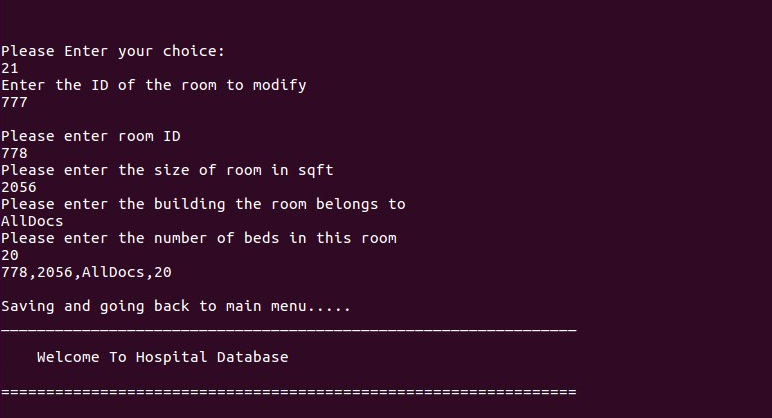 Please Enter your choice:
21
Enter the ID of the room to modify
777
Please enter room ID
778
Please enter the size of room in sqft
2056
Please enter the building the room belongs to
AllDocs
Please enter the number of beds in this room
20
778,2056,AllDocs,20
Saving and going back to main menu.....
________________________________________________________________
Welcome To Hospital Database
================================================================